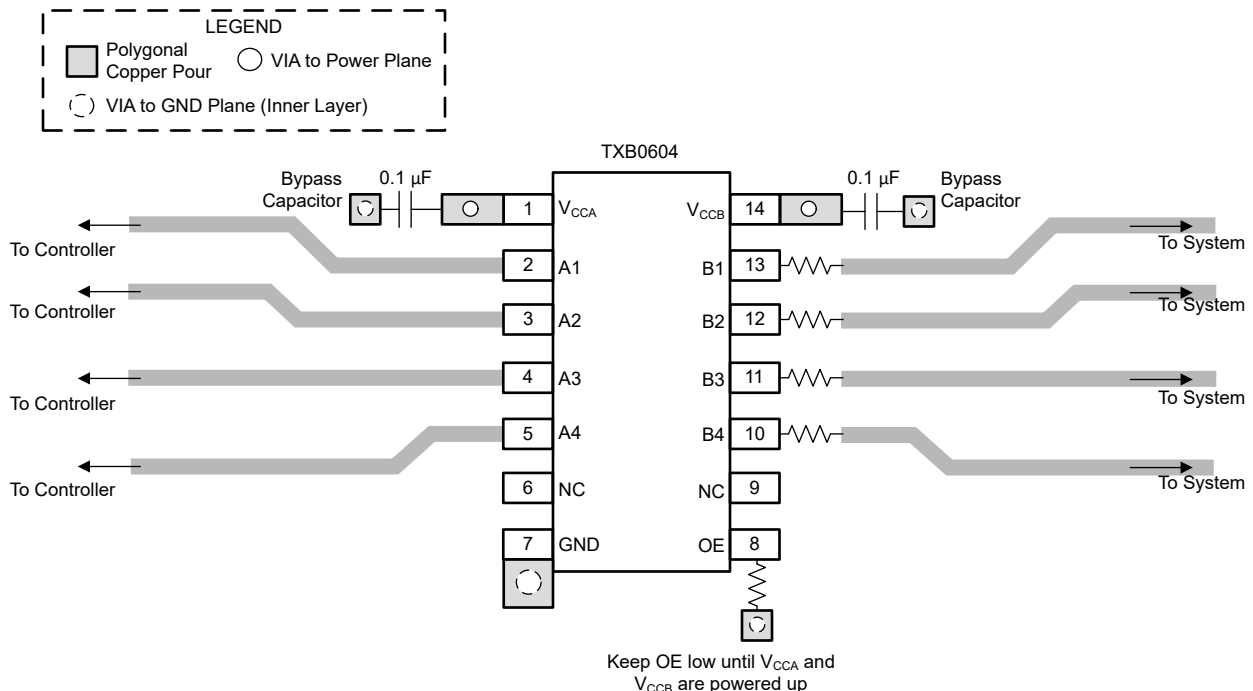 LEGEND
Polygonal
Copper Pour
VIA to Power Plane
VIA to GND Plane (Inner Layer)
TXB0604
Bypass
Capacitor
0.1 µF
0.1 µF
Bypass
Capacitor
1
VCCA
VCCB
14
To Controller
2
A1
B1
13
To System
To Controller
3
A2
B2
12
To System
To Controller
4
A3
B3
11
To System
To Controller
5
A4
B4
10
To System
6
NC
NC
9
7
GND
OE
8
Keep OE low until VCCA and
VCCB are powered up